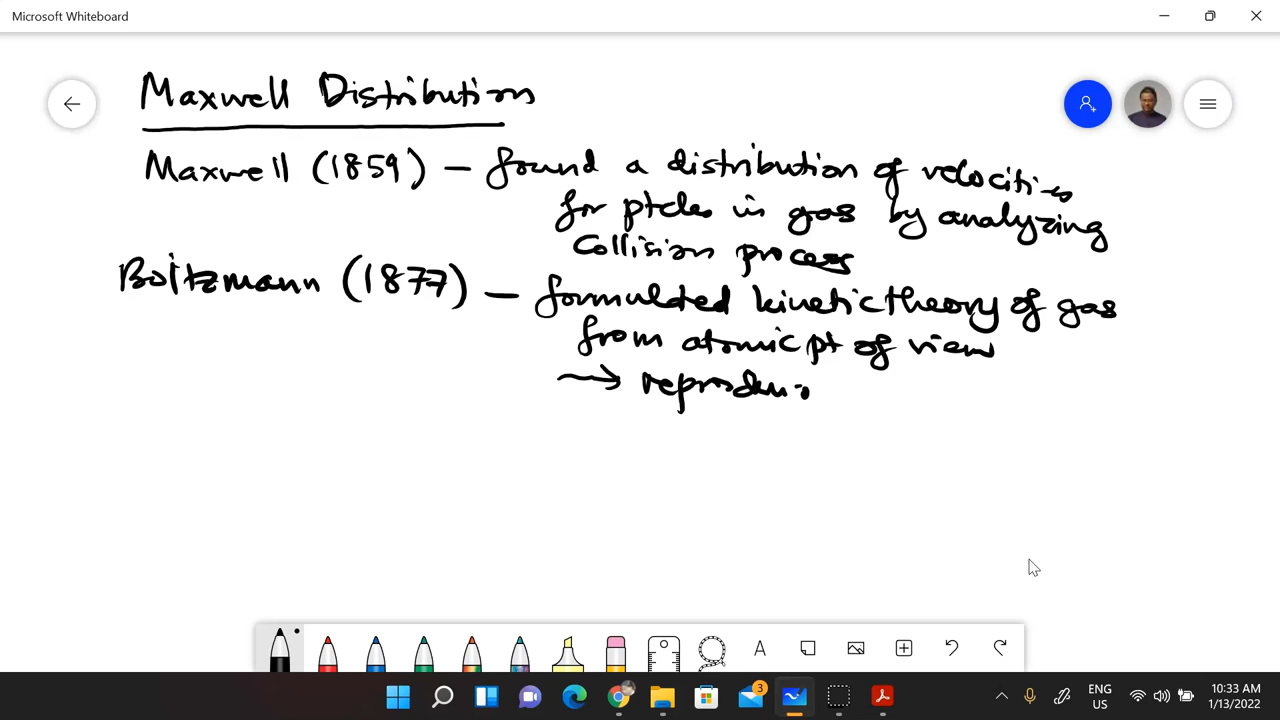 Microsoft Whiteboard
Maxwell Distribution
Maxwell (1859) — found a distribution of velocities
for ptcles in gas by analyzing
Collision process
Boltzmann (1877) — formulated kinetic theory of gas
from atomic pt of view
→ reproduc
3
ENG
US
10:33 AM
1/13/2022